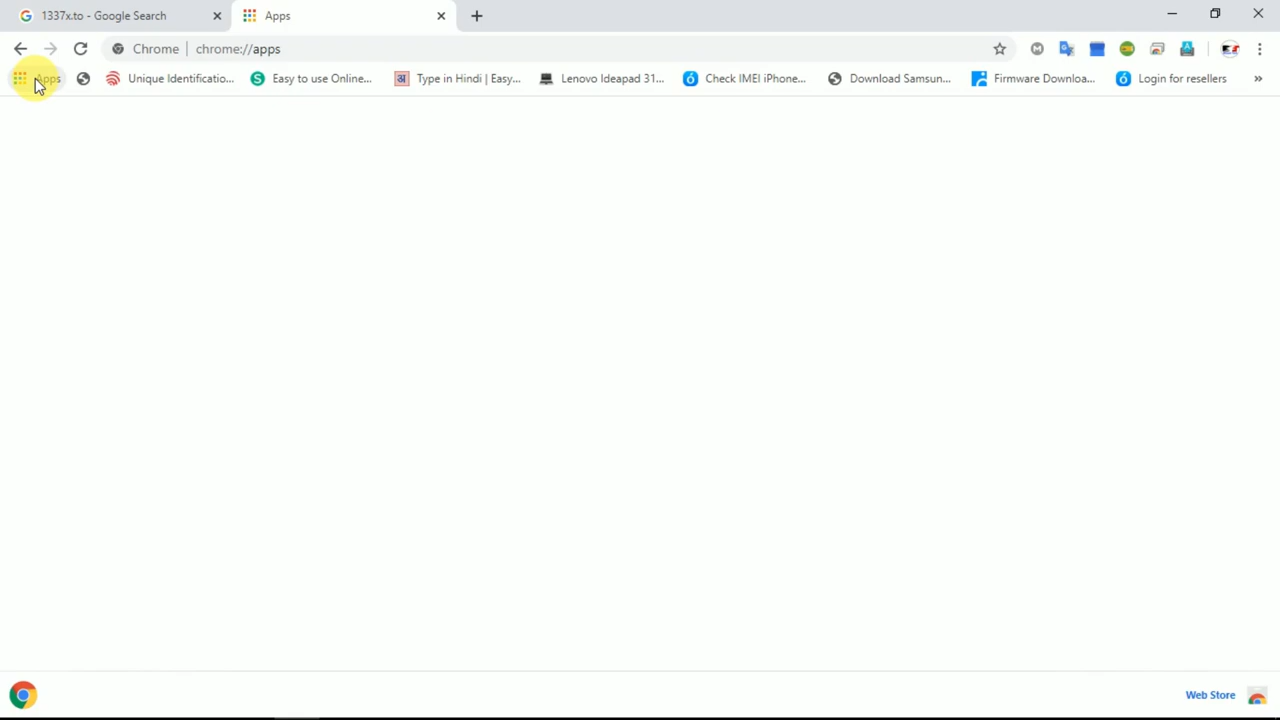 1337x.to - Google Search
Apps
Chrome | chrome://apps
Apps
Unique Identificatio...
Easy to use Online...
Type in Hindi | Easy...
Lenovo Ideapad 31...
Check IMEI iPhone...
Download Samsun...
Firmware Downloa...
Login for resellers
Web Store